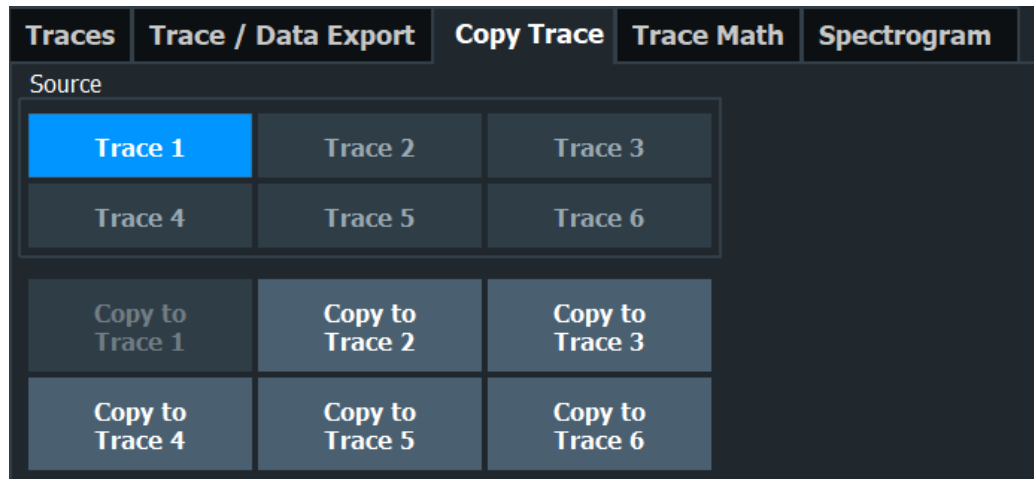 Traces Trace / Data Export Copy Trace Trace Math Spectrogram
Source
Trace 1 Trace 2 Trace 3
Trace 4 Trace 5 Trace 6
Copy to Copy to Copy to
Trace 1 Trace 2 Trace 3
Copy to Copy to Copy to
Trace 4 Trace 5 Trace 6